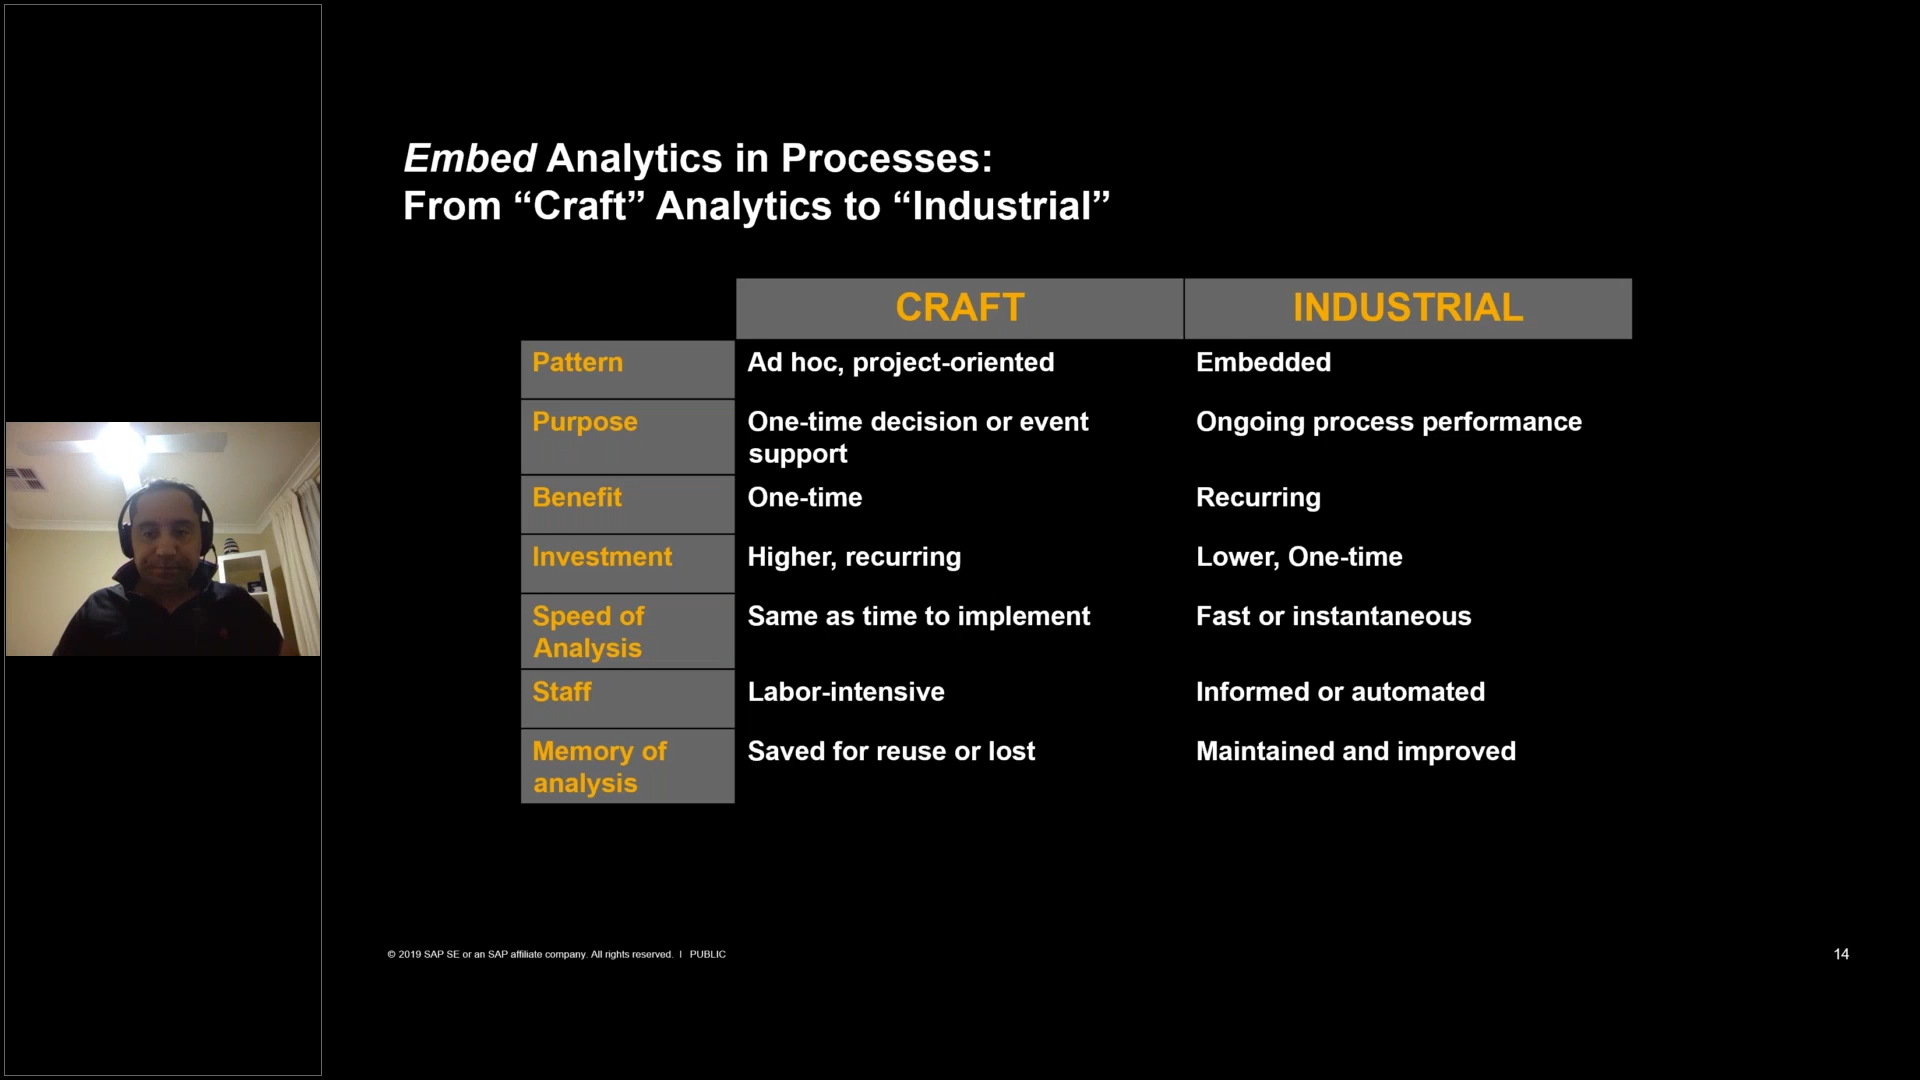 Embed Analytics in Processes:
From “Craft” Analytics to “Industrial”
CRAFT INDUSTRIAL
Pattern Ad hoc, project-oriented Embedded
Purpose One-time decision or event Ongoing process performance
support
Benefit One-time Recurring
Investment Higher, recurring Lower, One-time
Speed of Same as time to implement Fast or instantaneous
Analysis
Staff Labor-intensive Informed or automated
Memory of Saved for reuse or lost Maintained and improved
analysis
© 2019 SAP SE or an SAP affiliate company. All rights reserved. I PUBLIC 14